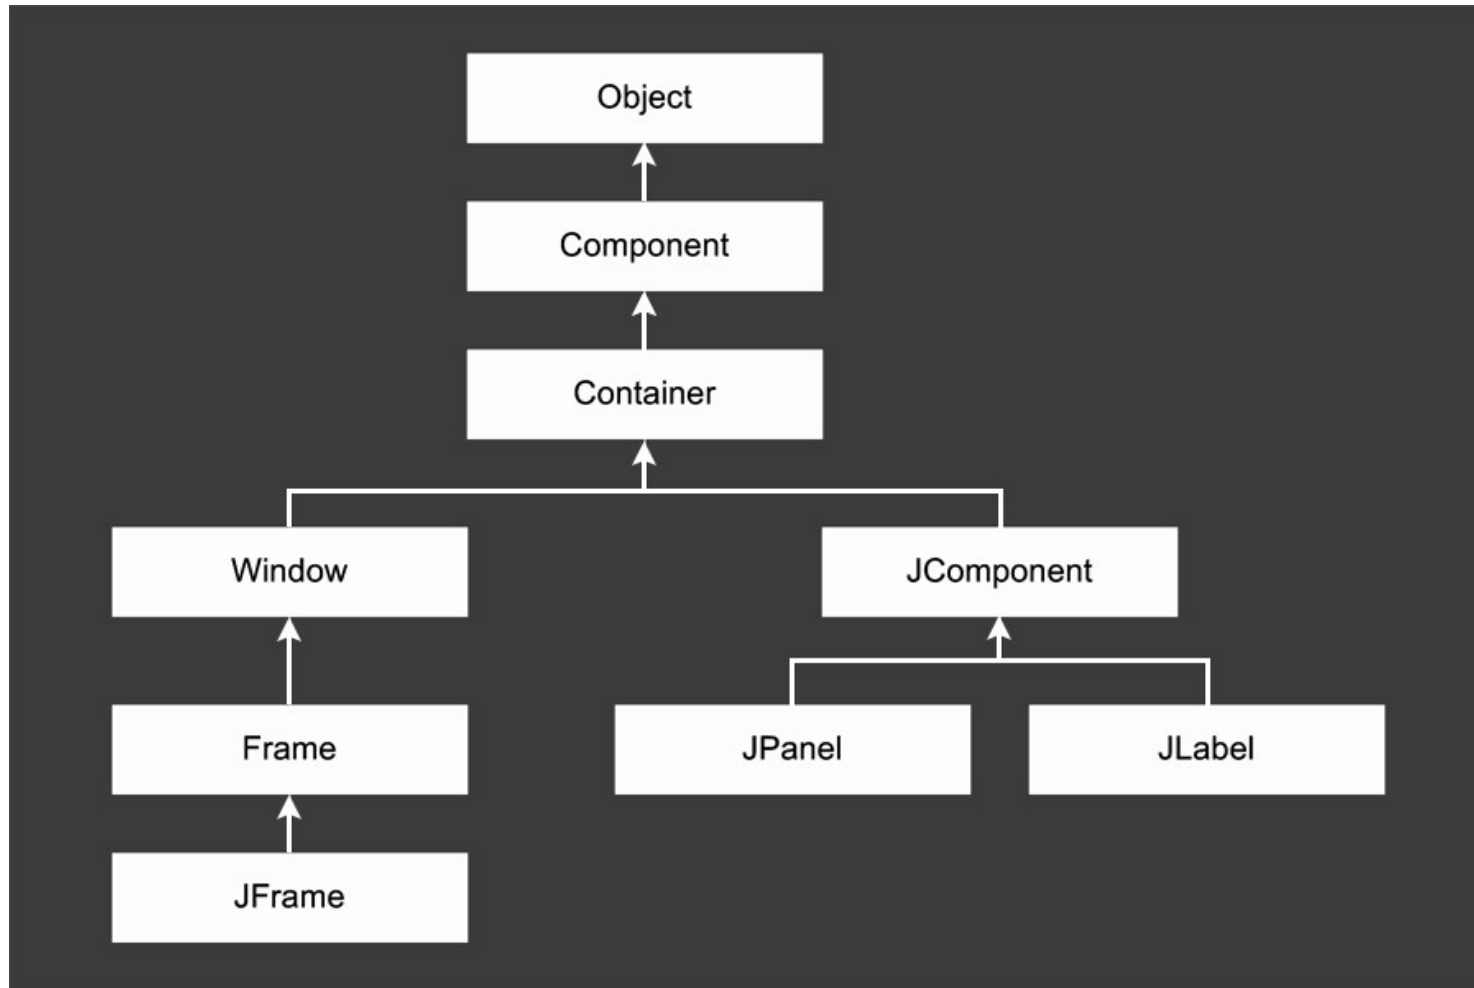 Object
Component
Container
Window
JComponent
Frame
JPanel
JLabel
JFrame